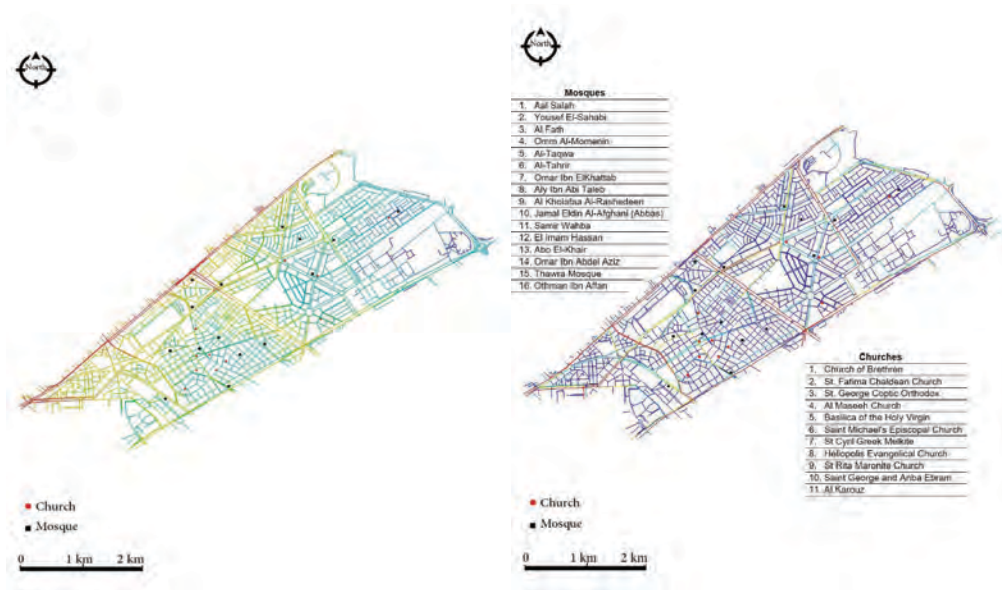 North
Church
Mosque
0 1 km 2 km
North
Mosques
1. Aal Salah
2. Yousef El-Sahabi
3. Al Fath
4. Omm Al-Momenin
5. Al-Taqwa
6. Al-Tahrir
7. Omar Ibn ElKhattab
8. Aly Ibn Abi Taleb
9. Al Kholafaa Al-Rashedeen
10. Jamal Eldin Al-Afghani (Abbas)
11. Samir Wahba
12. El Imam Hassan
13. Abo El-Khair
14. Omar Ibn Abdel Aziz
15. Thawra Mosque
16. Othman Ibn Affan
Churches
1. Church of Brethren
2. St. Fatima Chaldean Church
3. St. George Coptic Orthodox
4. Al Maseeh Church
5. Basilica of the Holy Virgin
6. Saint Michael's Episcopal Church
7. St Cyril Greek Melkite
8. Heliopolis Evangelical Church
9. St Rita Maronite Church
10. Saint George and Anba Ebram
11. Al Karouz
Church
Mosque
0 1 km 2 km